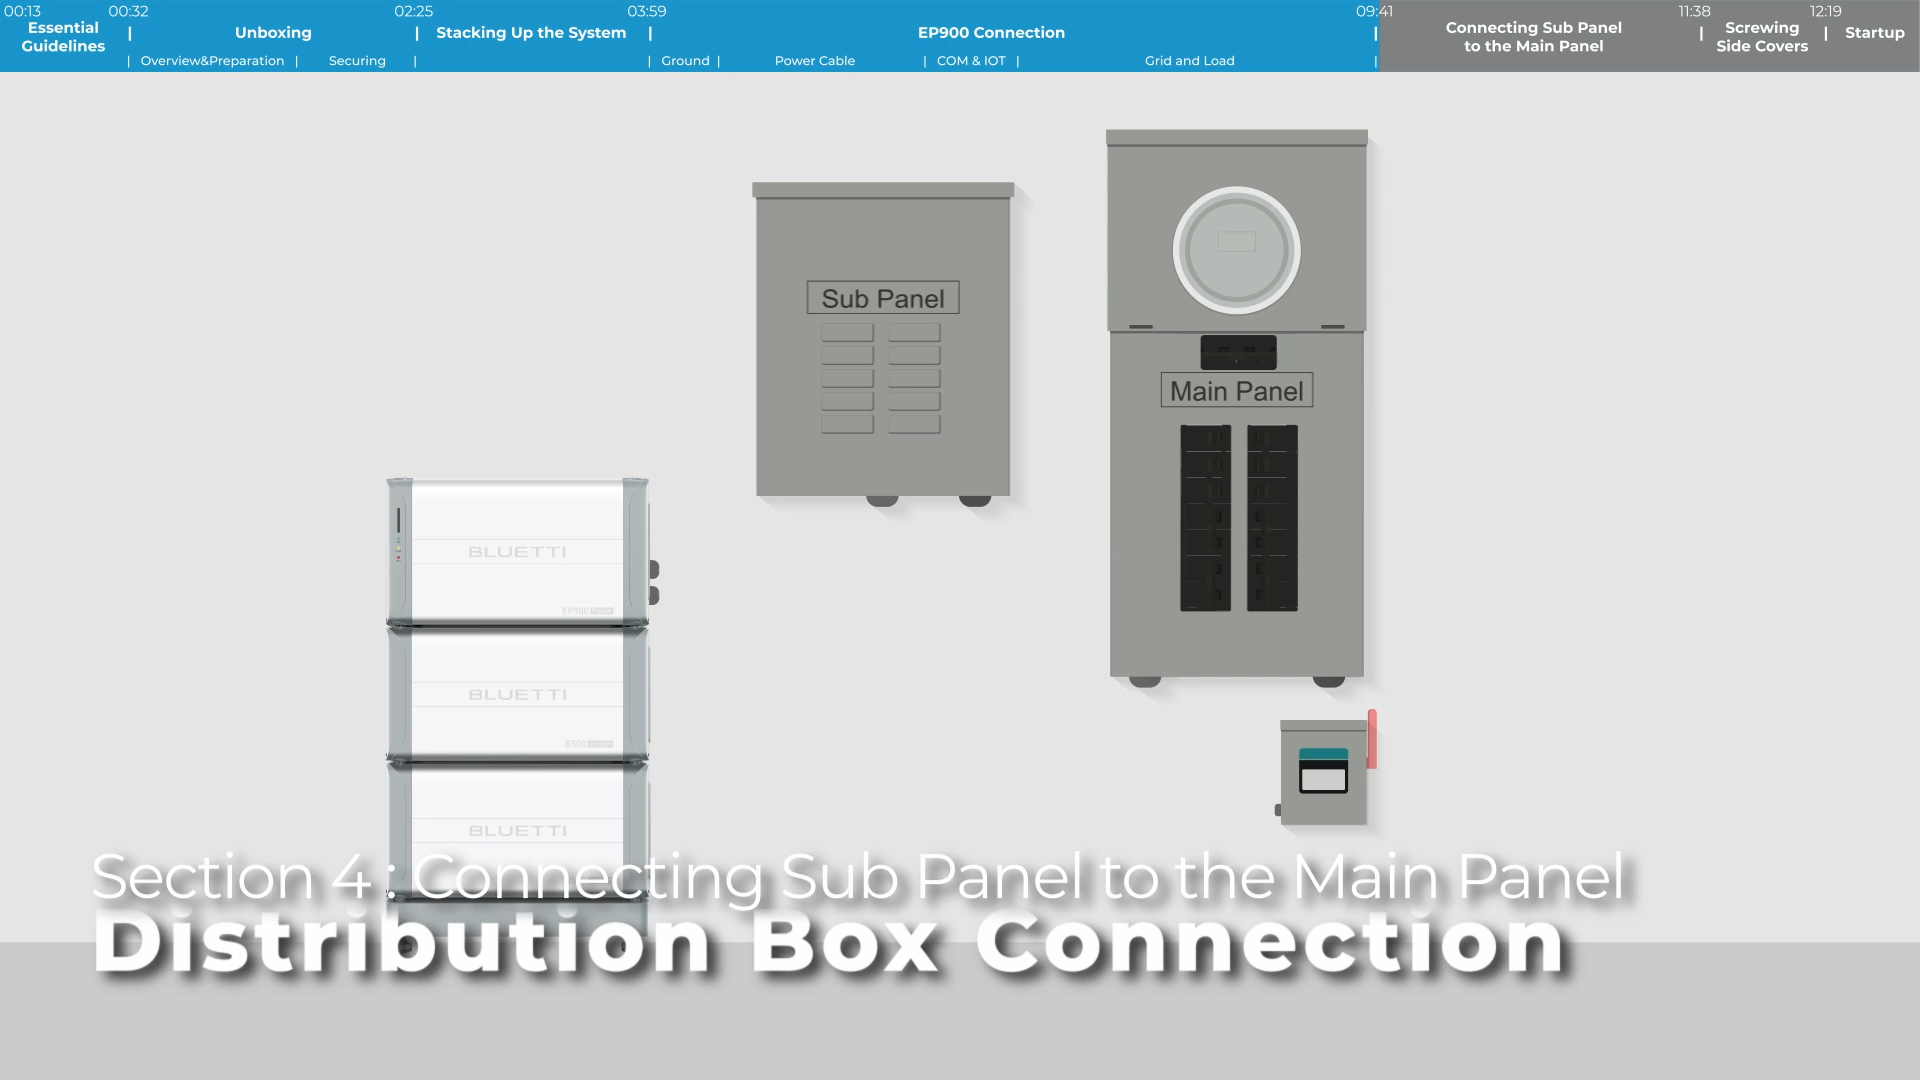 00:13 00:32 02:25 03:59 09:41 11:38 12:19
Essential
Guidelines
Unboxing
Stacking Up the System
EP900 Connection
Connecting Sub Panel
to the Main Panel
Screwing
Side Covers
Startup
Overview&Preparation
Securing
Ground
Power Cable
COM & IOT
Grid and Load
Sub Panel
Main Panel
BLUETTI
EP900
BLUETTI
B500
BLUETTI
Section 4 : Connecting Sub Panel to the Main Panel
Distribution Box Connection